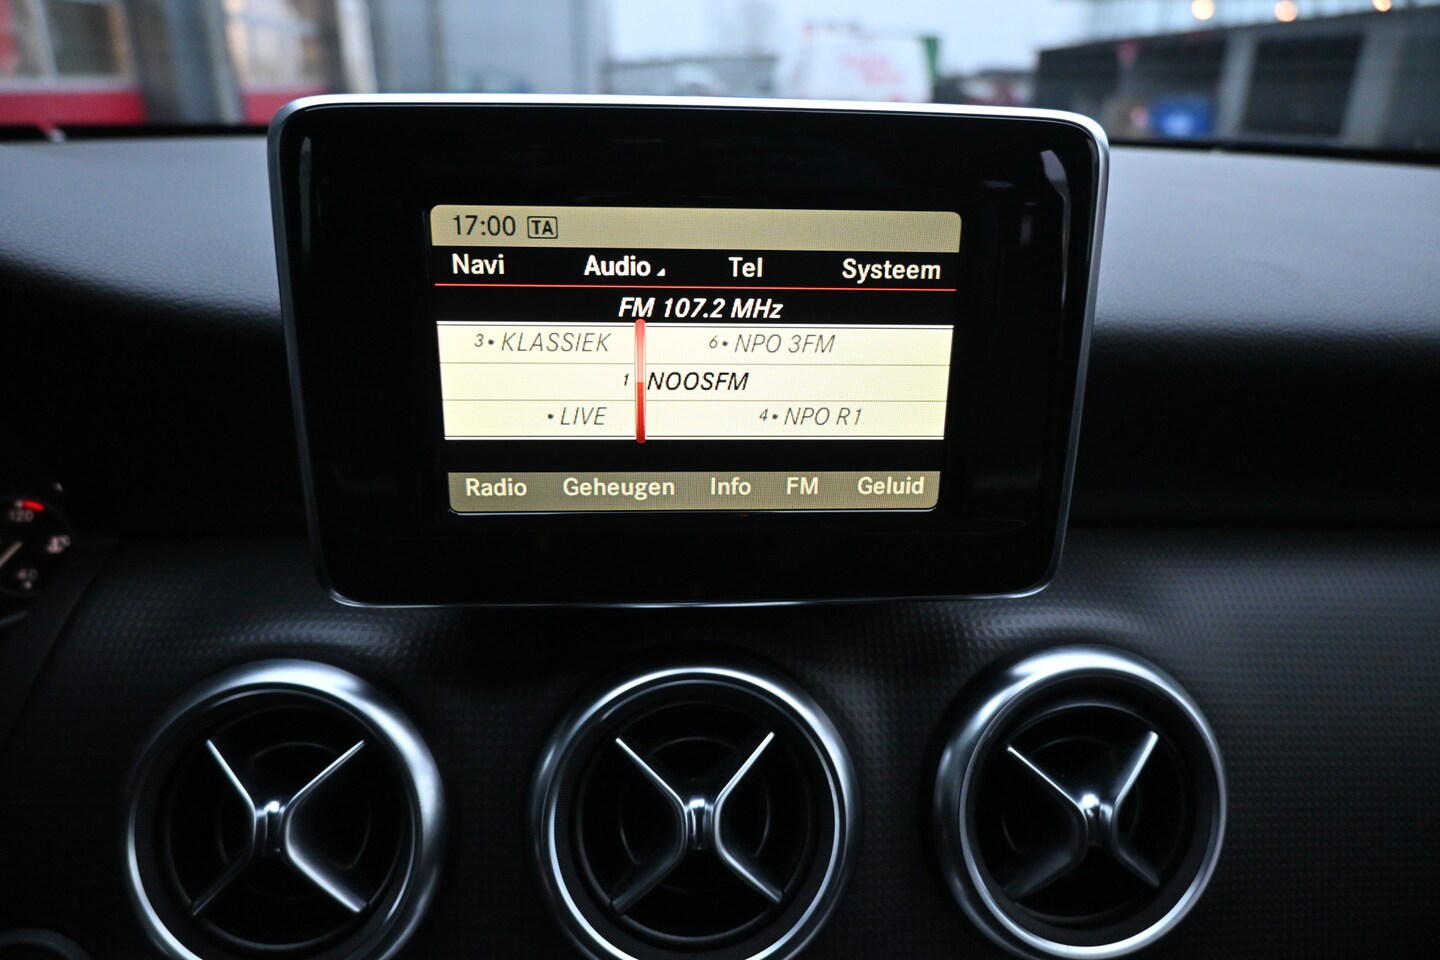 17:00 TA
Navi Audio Tel Systeem
FM 107.2 MHz
3• KLASSIEK 6• NPO 3FM
1 NOOSFM
• LIVE 4• NPO R1
Radio Geheugen Info FM Geluid
120